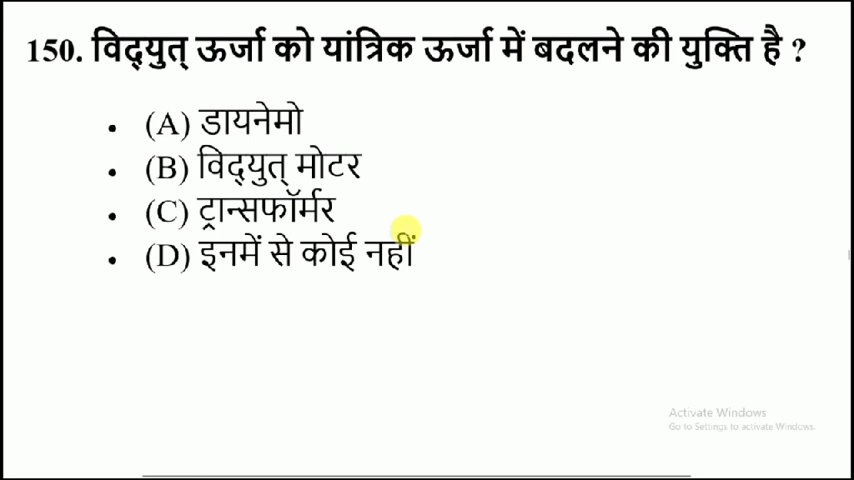 150. विद्युत् ऊर्जा को यांत्रिक ऊर्जा में बदलने की युक्ति है ?
• (A) डायनेमो
• (B) विद्युत् मोटर
• (C) ट्रान्सफॉर्मर
• (D) इनमें से कोई नहीं
Activate Windows
Go to Settings to activate Windows.